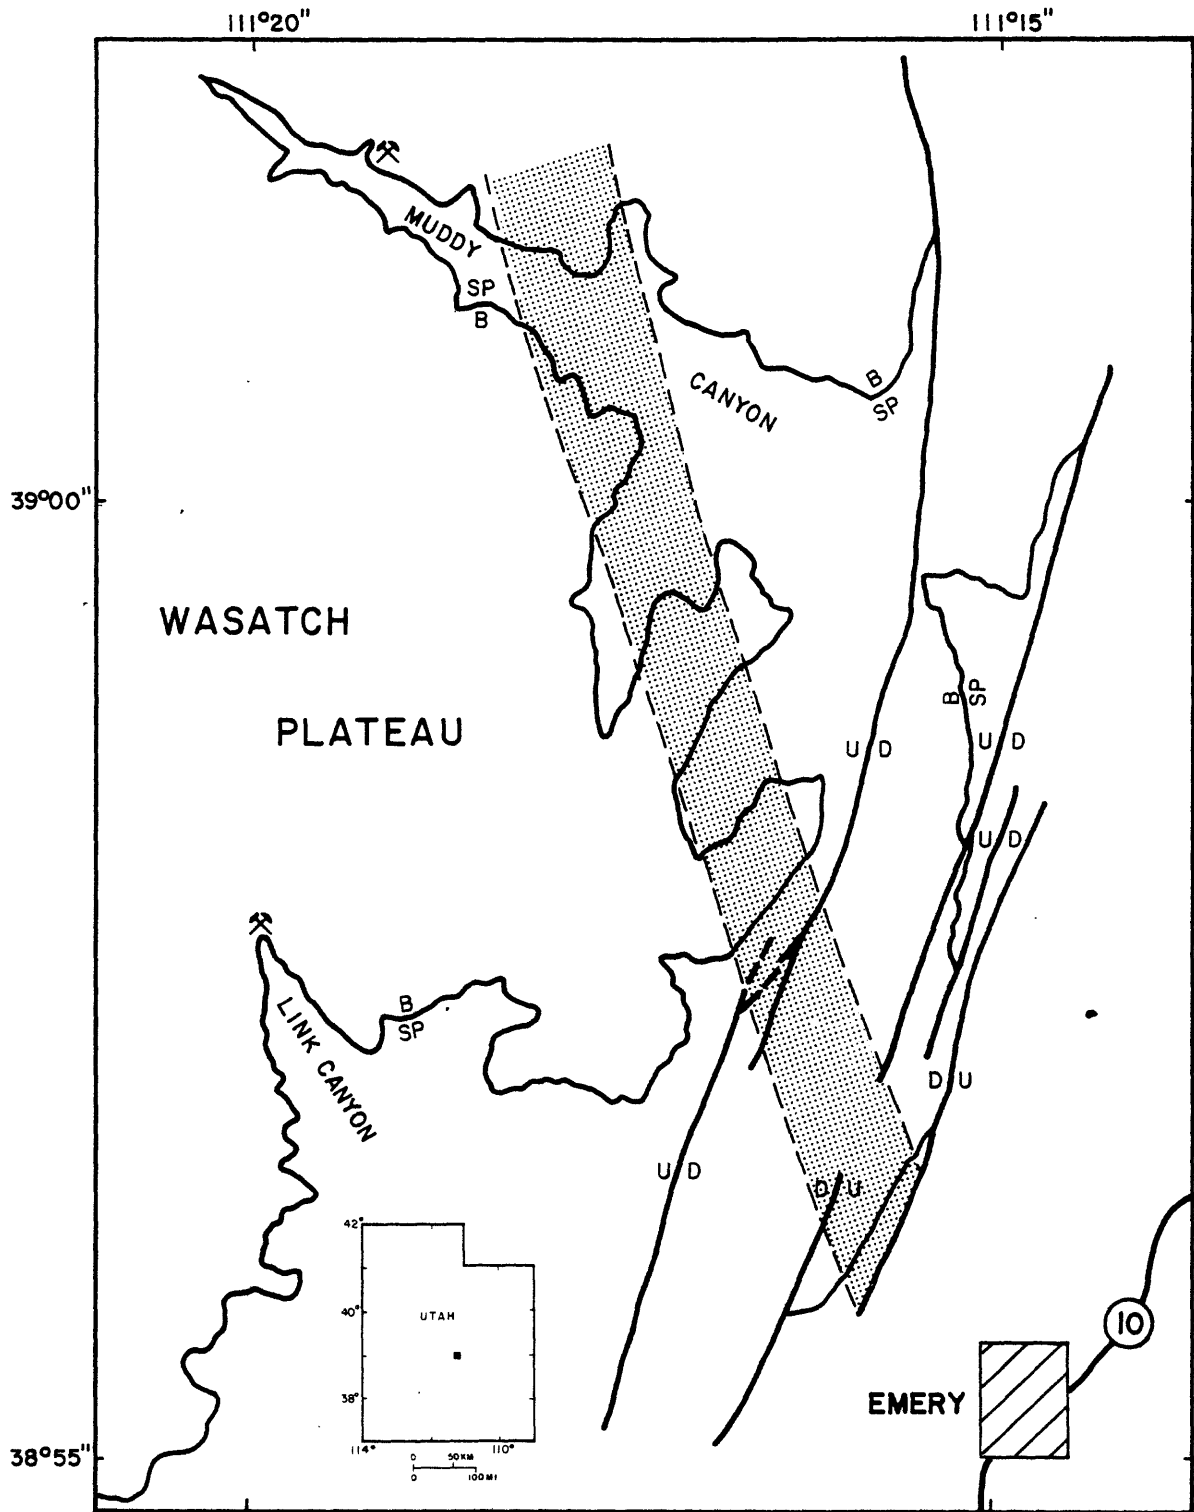 111°20" 111°15"
MUDDY
SP
B
CANYON
B
SP
39°00"
WASATCH
B SP
PLATEAU
U D
U D
U D
LINK CANYON
B
SP
D U
U D
D U
42°
UTAH
40°
38°
114° 110°
0 50KM
0 100MI
10
EMERY
38°55"